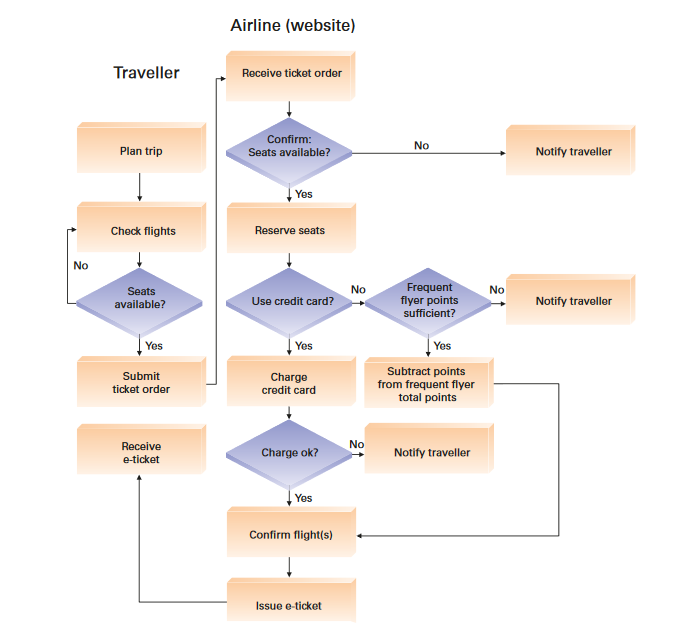 Airline (website)
Traveller
Receive ticket order
Plan trip
Confirm:
Seats available?
No
Notify traveller
Yes
Check flights
Reserve seats
No
Seats
available?
Use credit card?
No
Frequent
flyer points
sufficient?
No
Notify traveller
Yes
Yes
Yes
Submit
ticket order
Charge
credit card
Subtract points
from frequent flyer
total points
Receive
e-ticket
Charge ok?
No
Notify traveller
Yes
Confirm flight(s)
Issue e-ticket